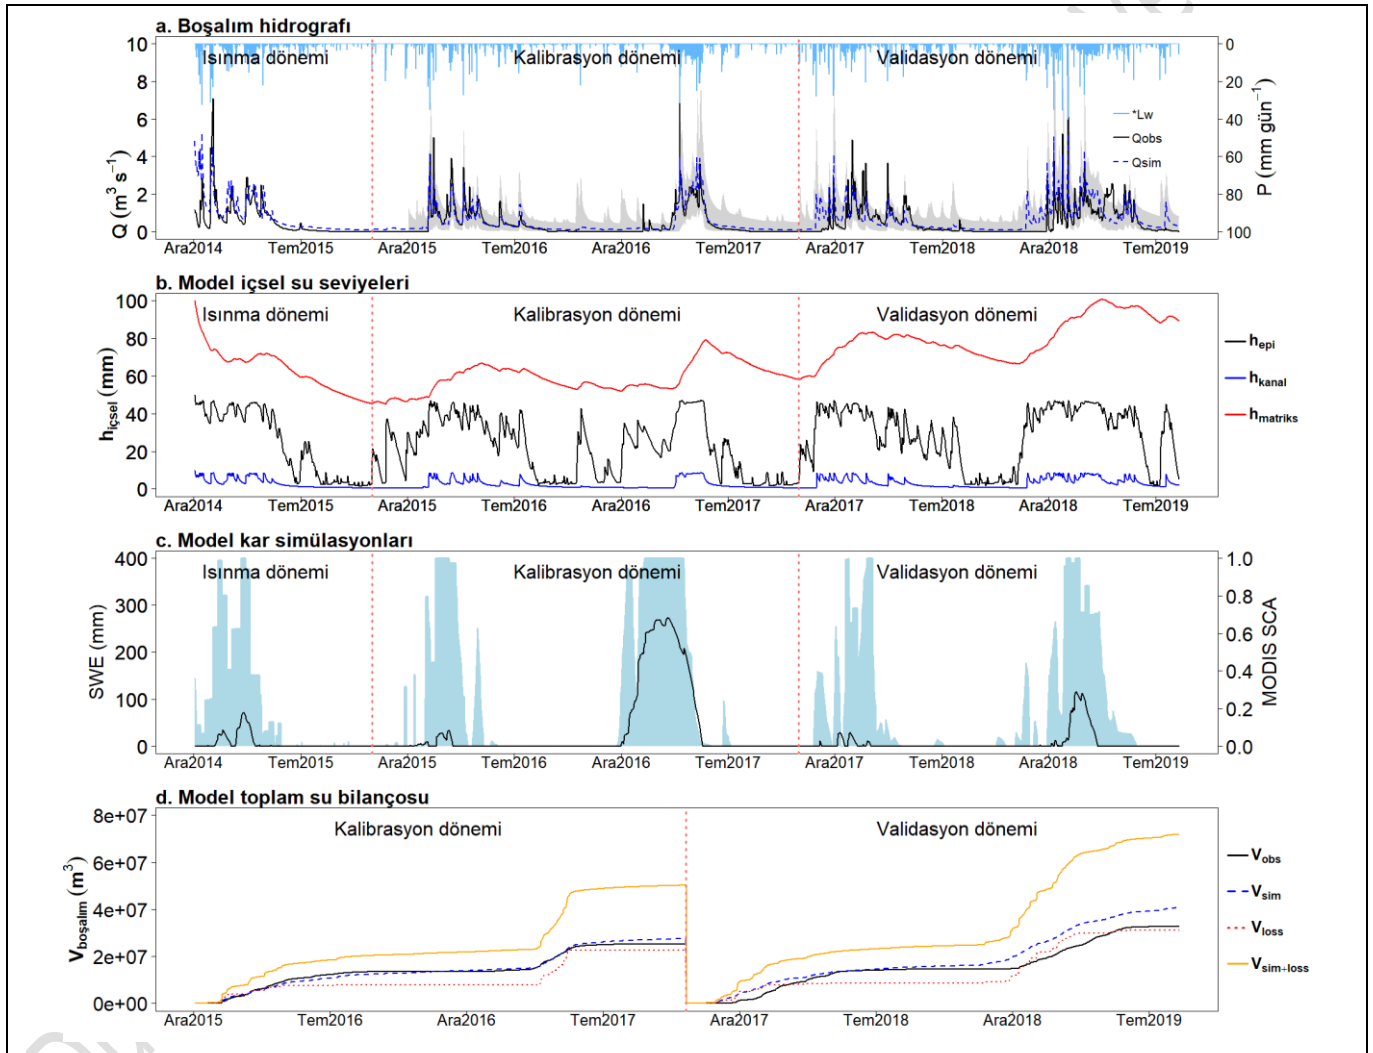 a. Boşalım hidrografı
Isınma dönemi Kalibrasyon dönemi Validasyon dönemi
10
8
6
4
2
0
Q (m³ s⁻¹)
0
20
40
60
80
100
P (mm gün⁻¹)
*Lw
Qobs
Qsim
Ara2014 Tem2015 Ara2015 Tem2016 Ara2016 Tem2017 Ara2017 Tem2018 Ara2018 Tem2019
b. Model içsel su seviyeleri
Isınma dönemi Kalibrasyon dönemi Validasyon dönemi
100
80
60
40
20
0
hiçsel (mm)
hepi
hkanal
hmatriks
Ara2014 Tem2015 Ara2015 Tem2016 Ara2016 Tem2017 Ara2017 Tem2018 Ara2018 Tem2019
c. Model kar simülasyonları
Isınma dönemi Kalibrasyon dönemi Validasyon dönemi
400
300
200
100
0
SWE (mm)
1.0
0.8
0.6
0.4
0.2
0.0
MODIS SCA
Ara2014 Tem2015 Ara2015 Tem2016 Ara2016 Tem2017 Ara2017 Tem2018 Ara2018 Tem2019
d. Model toplam su bilançosu
Kalibrasyon dönemi Validasyon dönemi
8e+07
6e+07
4e+07
2e+07
0e+00
Vboşalım (m³)
Vobs
Vsim
Vloss
Vsim+loss
Ara2015 Tem2016 Ara2016 Tem2017 Ara2017 Tem2018 Ara2018 Tem2019